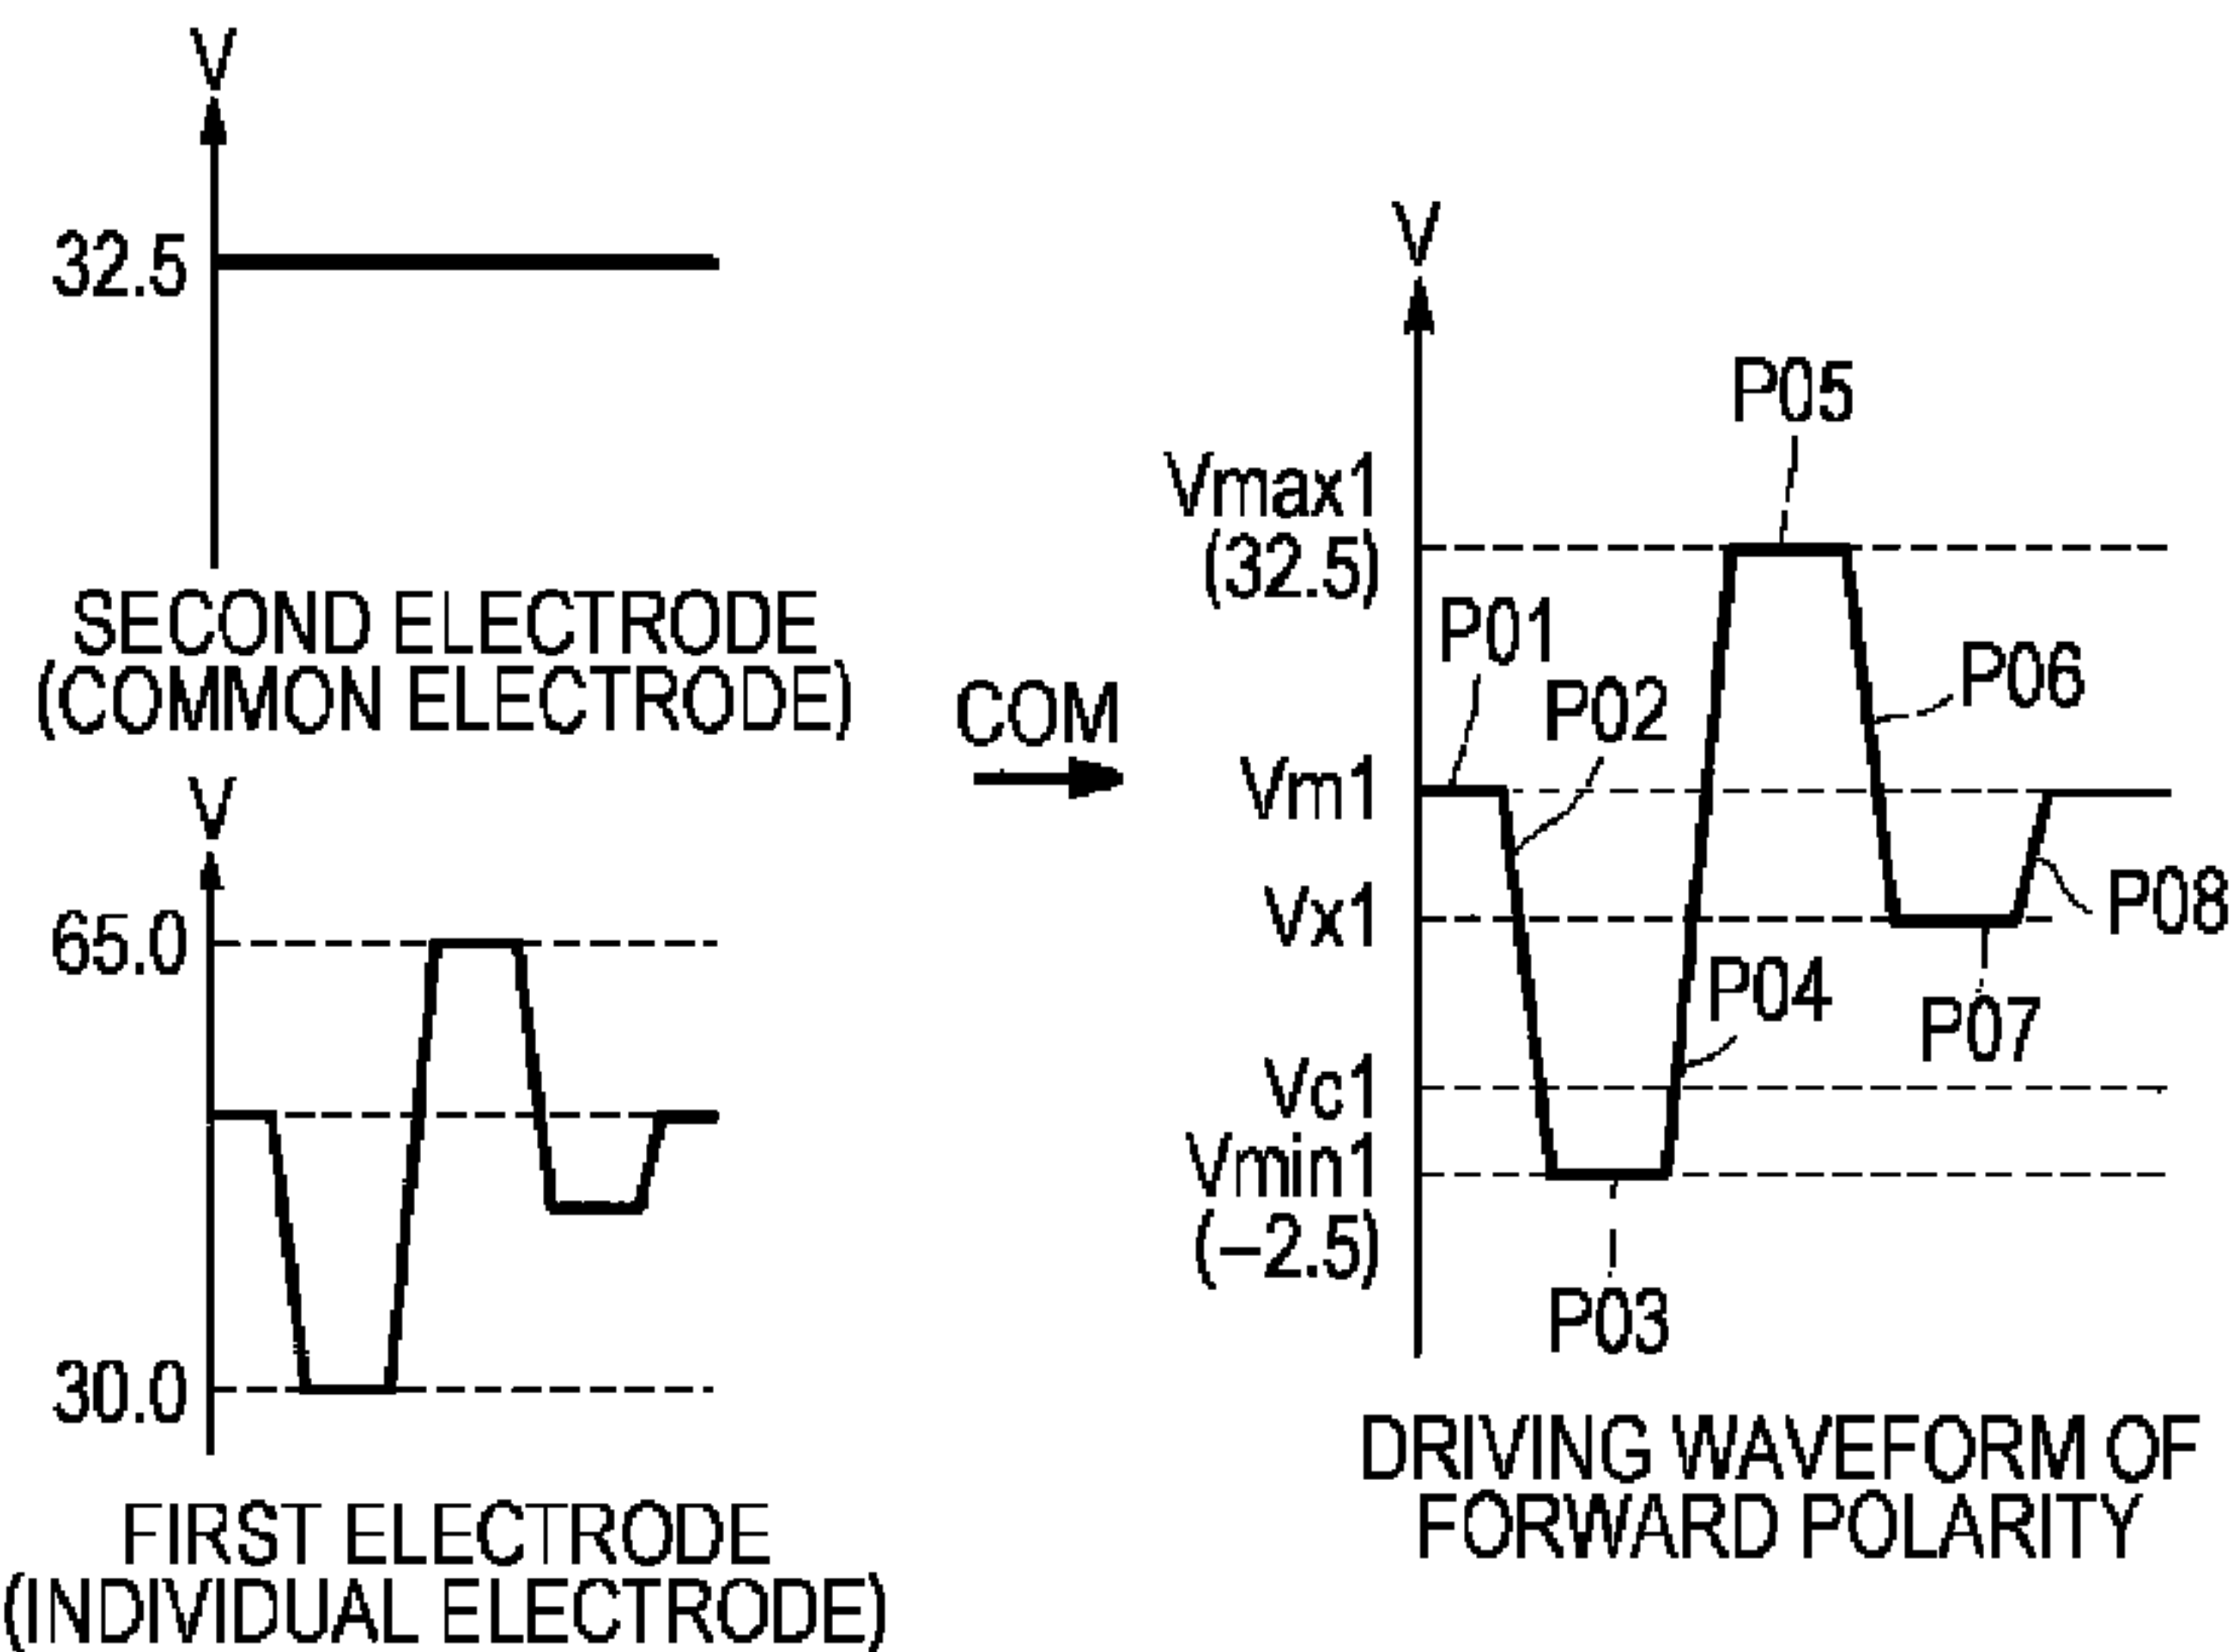 V
32.5
SECOND ELECTRODE
(COMMON ELECTRODE)
V
65.0
30.0
FIRST ELECTRODE
(INDIVIDUAL ELECTRODE)
COM
V
Vmax1
(32.5)
Vm1
Vx1
Vc1
Vmin1
(−2.5)
P01
P02
P03
P04
P05
P06
P07
P08
DRIVING WAVEFORM OF
FORWARD POLARITY